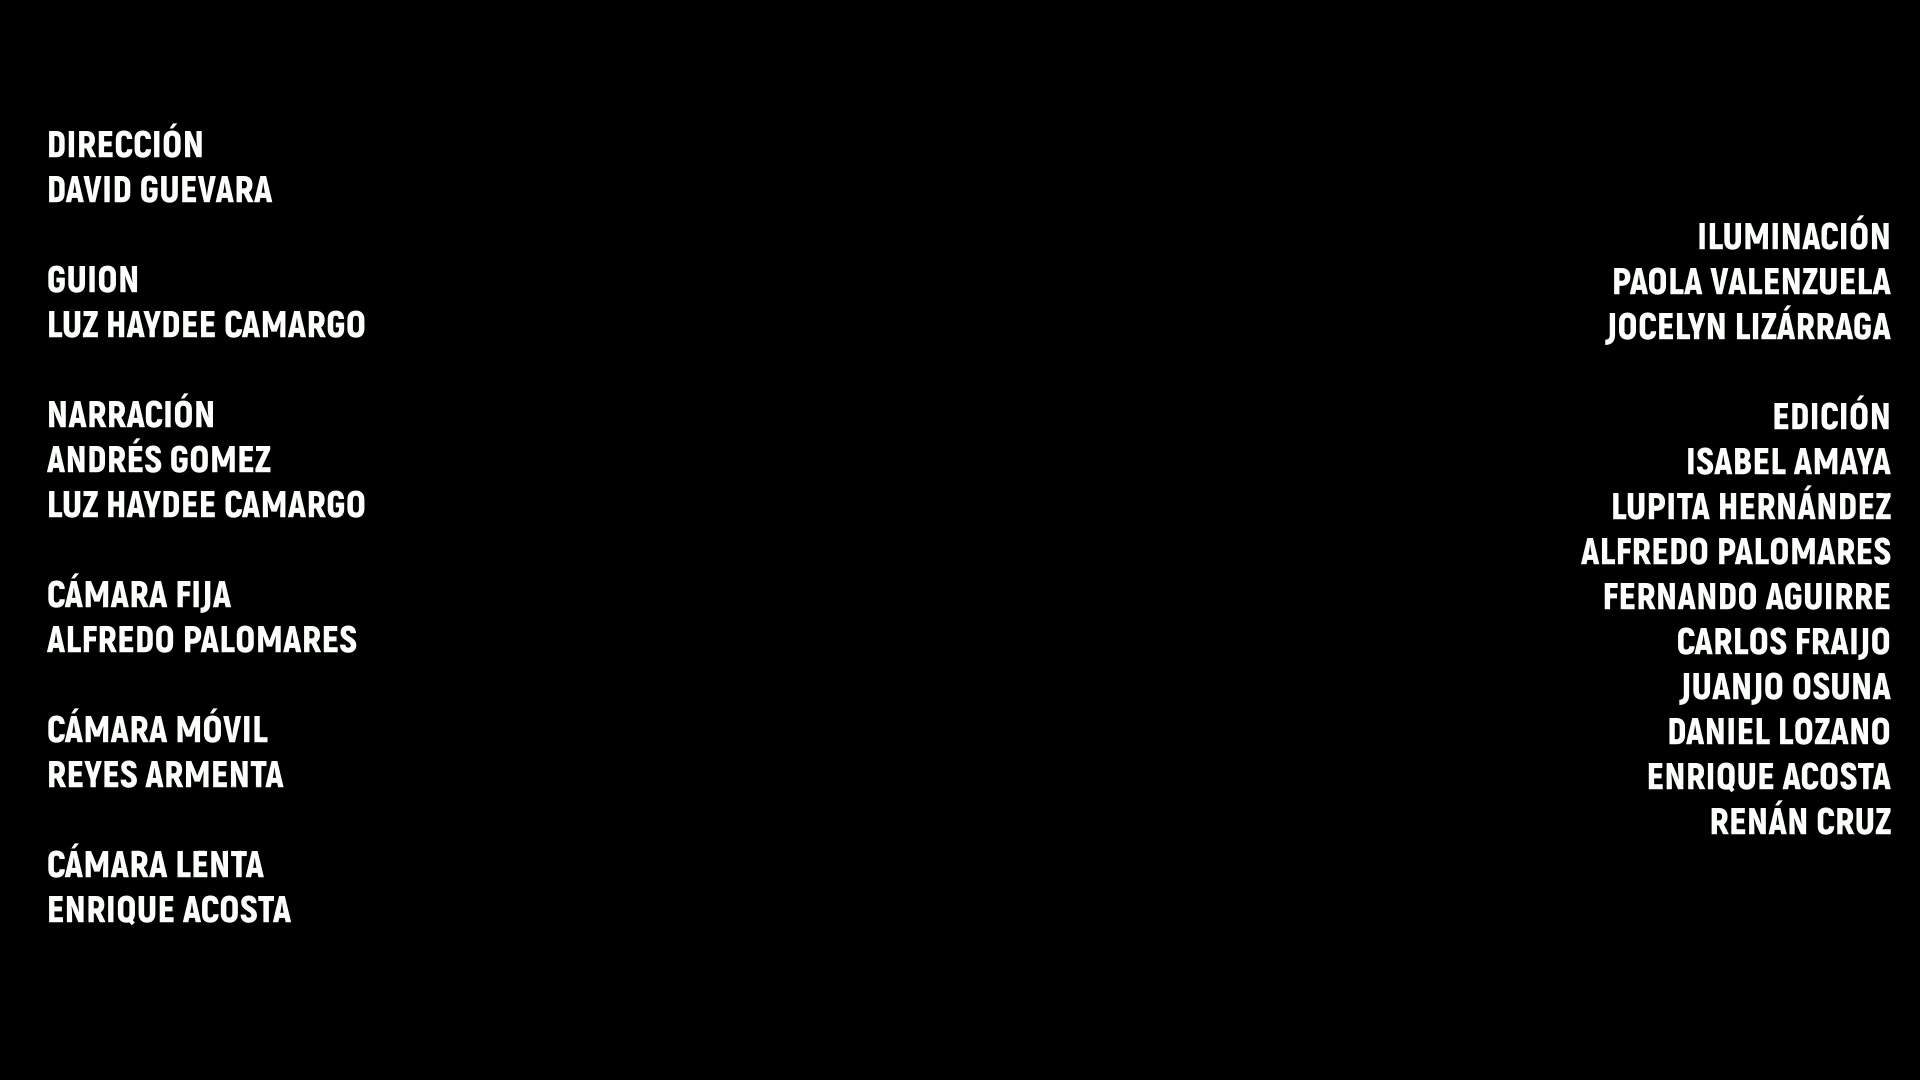 DIRECCIÓN
DAVID GUEVARA
GUION
LUZ HAYDEE CAMARGO
NARRACIÓN
ANDRÉS GOMEZ
LUZ HAYDEE CAMARGO
CÁMARA FIJA
ALFREDO PALOMARES
CÁMARA MÓVIL
REYES ARMENTA
CÁMARA LENTA
ENRIQUE ACOSTA
ILUMINACIÓN
PAOLA VALENZUELA
JOCELYN LIZÁRRAGA
EDICIÓN
ISABEL AMAYA
LUPITA HERNÁNDEZ
ALFREDO PALOMARES
FERNANDO AGUIRRE
CARLOS FRAIJO
JUANJO OSUNA
DANIEL LOZANO
ENRIQUE ACOSTA
RENÁN CRUZ